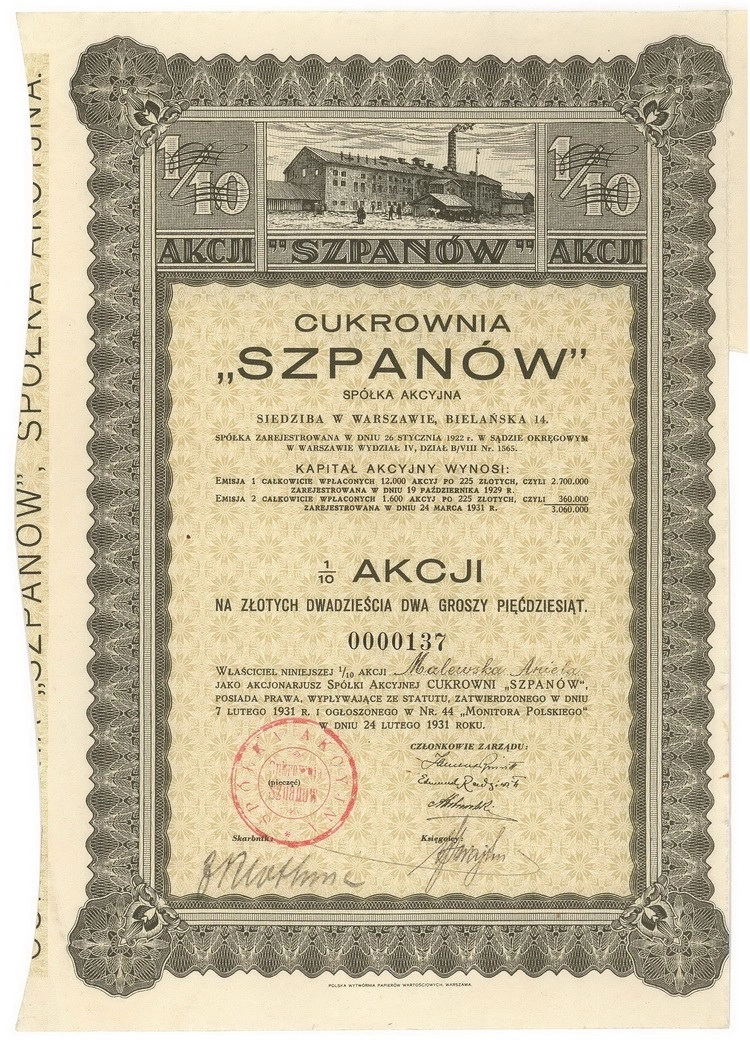 1/10
1/10
AKCJI "SZPANÓW" AKCJI
CUKROWNIA
„SZPANÓW”
SPÓŁKA AKCYJNA
SIEDZIBA W WARSZAWIE, BIELAŃSKA 14.
SPÓŁKA ZAREJESTROWANA W DNIU 26 STYCZNIA 1922 r. W SĄDZIE OKRĘGOWYM
W WARSZAWIE WYDZIAŁ IV, DZIAŁ B/VIII Nr. 1565.
KAPITAŁ AKCYJNY WYNOSI:
EMISJA 1 CAŁKOWICIE WPŁACONYCH 12.000 AKCYJ PO 225 ZŁOTYCH, CZYLI 2.700.000
ZAREJESTROWANA W DNIU 19 PAŹDZIERNIKA 1929 R.
EMISJA 2 CAŁKOWICIE WPŁACONYCH 1.600 AKCYJ PO 225 ZŁOTYCH, CZYLI 360.000
ZAREJESTROWANA W DNIU 24 MARCA 1931 R. 3.060.000
1/10 AKCJI
NA ZŁOTYCH DWADZIEŚCIA DWA GROSZY PIĘĆDZIESIĄT.
0000137
WŁAŚCICIEL NINIEJSZEJ 1/10 AKCJI Malewska Aniela
JAKO AKCJONARJUSZ SPÓŁKI AKCYJNEJ CUKROWNI „SZPANÓW”,
POSIADA PRAWA, WYPŁYWAJĄCE ZE STATUTU, ZATWIERDZONEGO W DNIU
7 LUTEGO 1931 R. I OGŁOSZONEGO W Nr. 44 „MONITORA POLSKIEGO”
W DNIU 24 LUTEGO 1931 ROKU.
CZŁONKOWIE ZARZĄDU:
SPÓŁKA AKCYJNA
Cukrownia
(pieczęć)
Szpanów
Skarbnik:
Księgowy:
POLSKA WYTWÓRNIA PAPIERÓW WARTOŚCIOWYCH, WARSZAWA.
„SZPANÓW”, SPÓŁKA AKCYJNA.